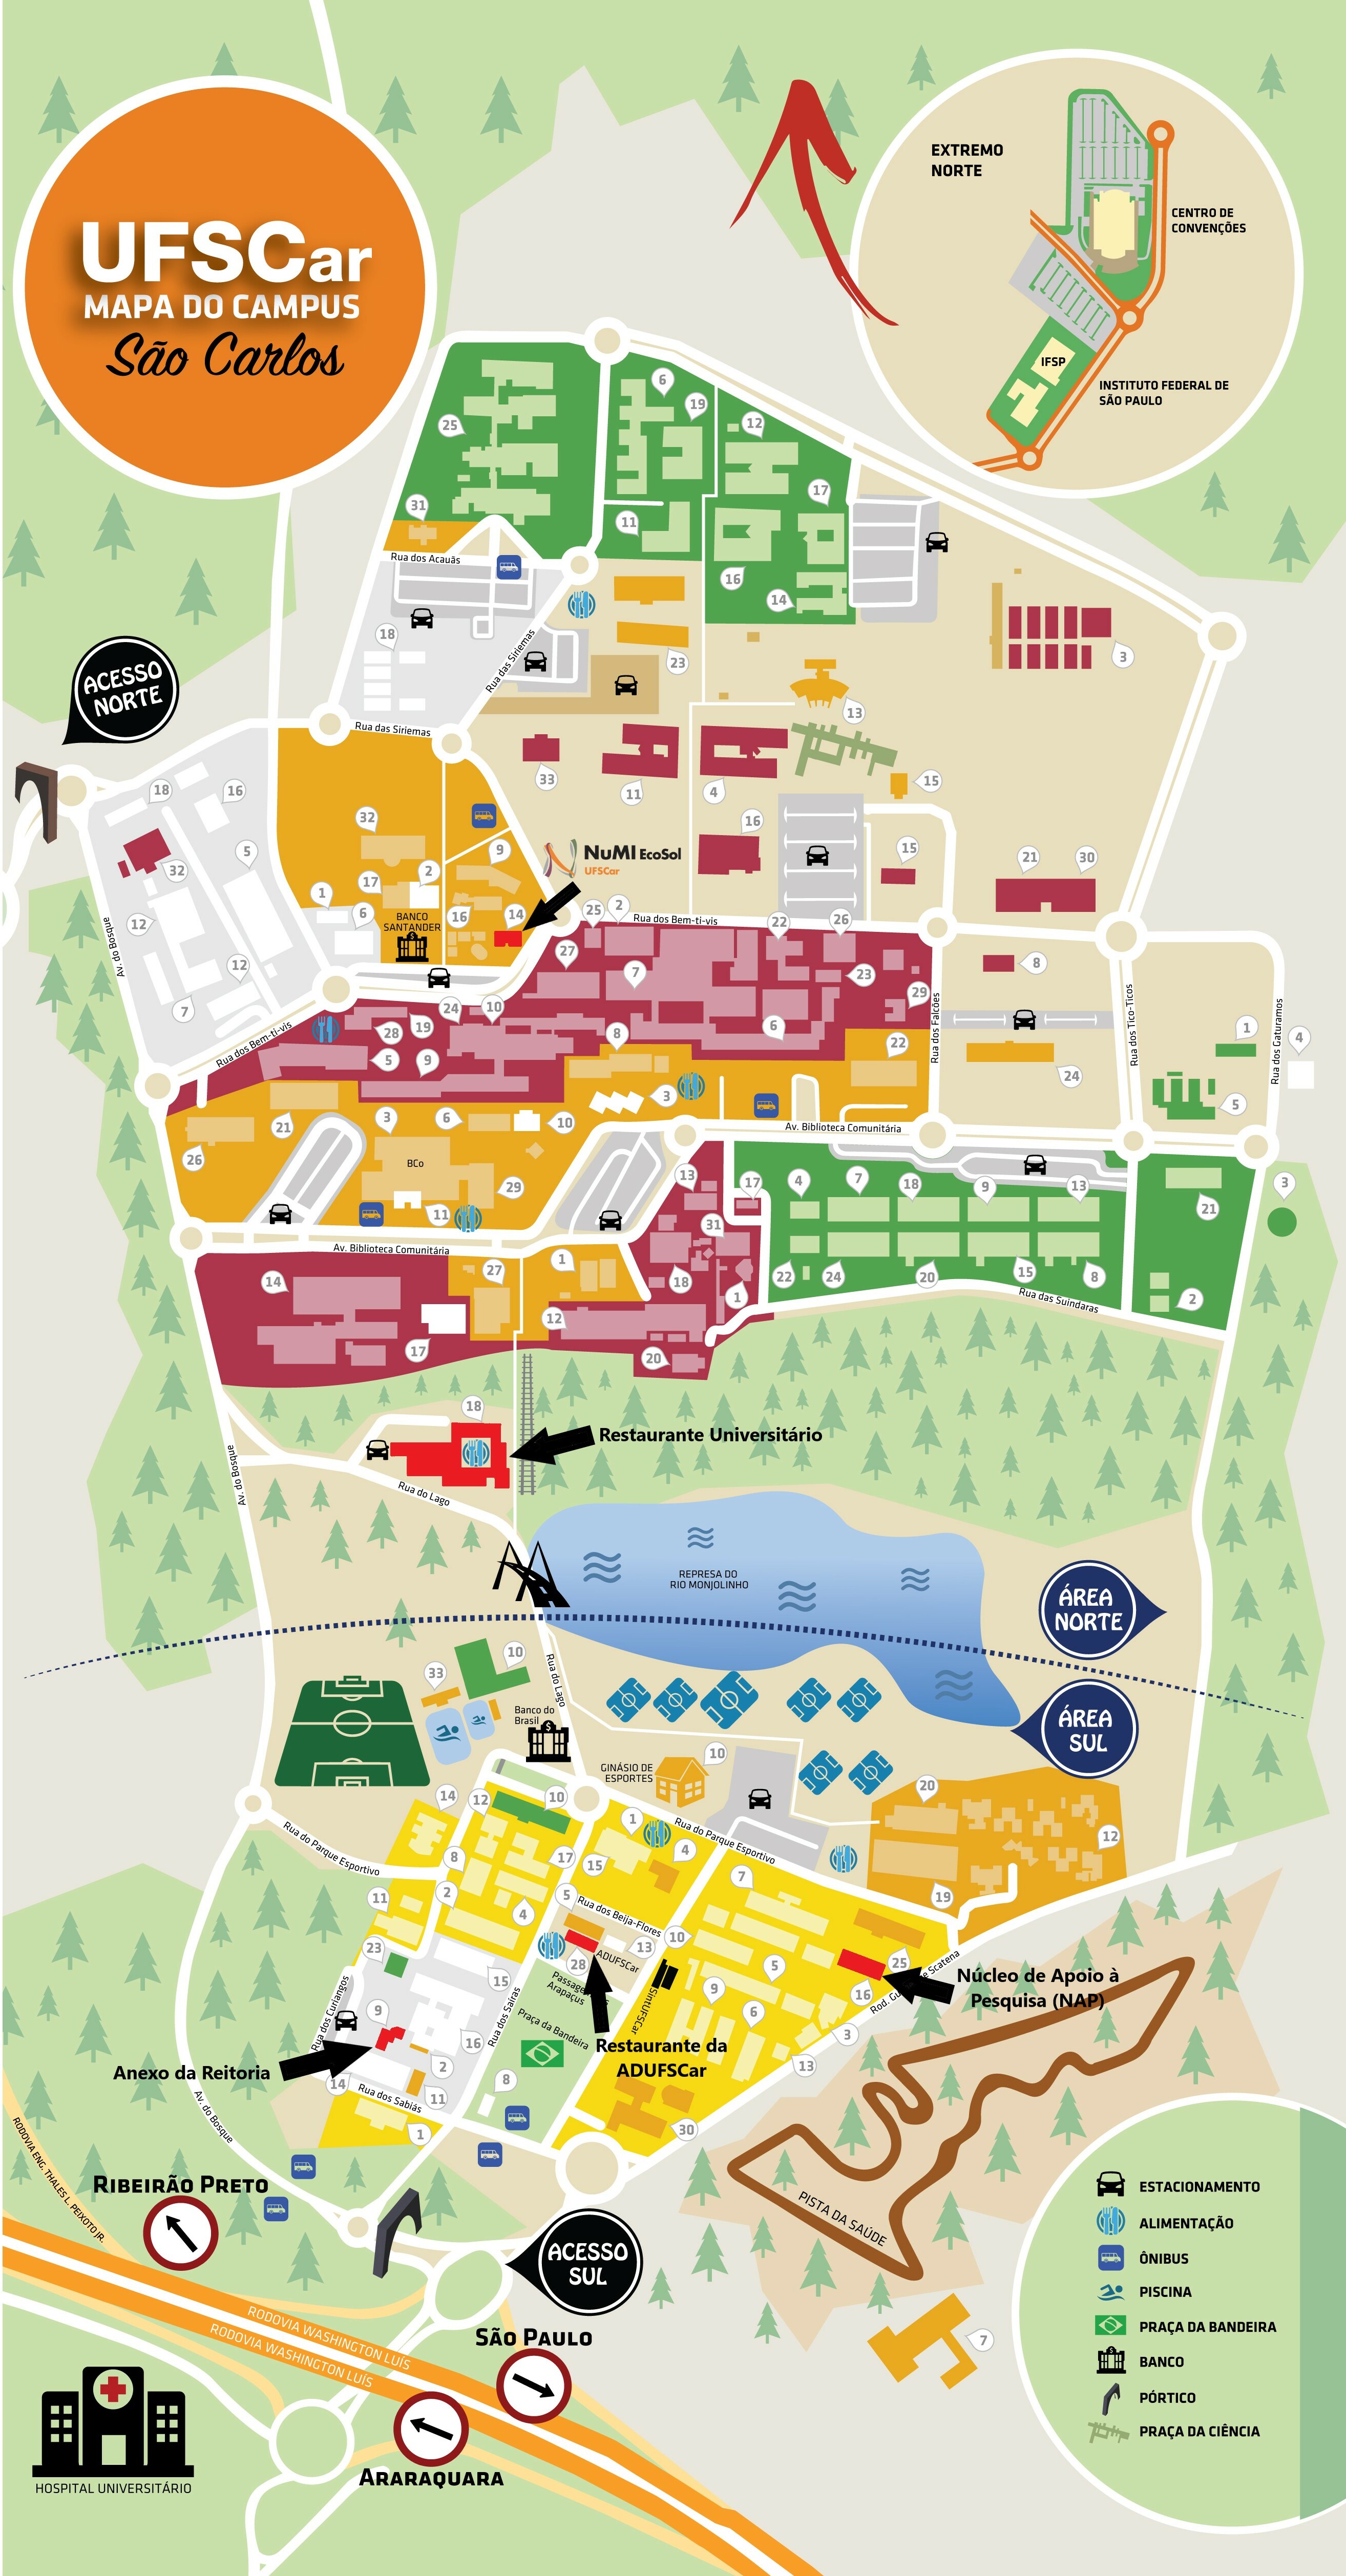 UFSCar
MAPA DO CAMPUS
São Carlos
EXTREMO
NORTE
CENTRO DE
CONVENÇÕES
IFSP
INSTITUTO FEDERAL DE
SÃO PAULO
6
19
12
25
17
31
11
Rua dos Acauãs
16
14
18
Rua das Siriemas
23
3
ACESSO
NORTE
13
Rua das Siriemas
33
11
4
15
18
16
32
16
5
9
NuMI EcoSol
UFSCar
15
21
30
32
17
2
1
6
BANCO
SANTANDER
16
14
25
2
Rua dos Bem-ti-vis
22
26
12
Av. do Bosque
27
7
23
8
12
29
7
24
10
28
19
8
6
22
Rua dos Falcões
Rua dos Tico-Ticos
Rua dos Gaturamos
1
4
Rua dos Bem-ti-vis
5
9
24
3
5
21
3
6
10
Av. Biblioteca Comunitária
26
BCo
29
13
17
4
7
18
9
13
3
11
31
21
Av. Biblioteca Comunitária
1
14
27
18
1
22
24
20
15
8
2
Rua das Suindaras
12
17
20
18
Restaurante Universitário
Av. do Bosque
Rua do Lago
REPRESA DO
RIO MONJOLINHO
ÁREA
NORTE
10
33
Rua do Lago
Banco do
Brasil
ÁREA
SUL
GINÁSIO DE
ESPORTES
10
20
14
12
10
1
Rua do Parque Esportivo
Rua do Parque Esportivo
4
12
8
17
15
7
11
2
5
19
4
Rua dos Beija-Flores
10
23
13
ADUFSCar
28
25
5
15
Passagem
Arapaçus
9
16
Núcleo de Apoio à
Pesquisa (NAP)
Rua dos Curiangos
9
Rua dos Saíras
SintUFSCar
6
Praça da Bandeira
3
16
Restaurante da
ADUFSCar
Anexo da Reitoria
2
13
14
8
11
Rua dos Sabiás
Av. do Bosque
1
30
RODOVIA ENG. THALES L. PEIXOTO JR.
RIBEIRÃO PRETO
PISTA DA SAÚDE
ESTACIONAMENTO
ALIMENTAÇÃO
ÔNIBUS
PISCINA
PRAÇA DA BANDEIRA
BANCO
PÓRTICO
PRAÇA DA CIÊNCIA
ACESSO
SUL
RODOVIA WASHINGTON LUÍS
RODOVIA WASHINGTON LUÍS
SÃO PAULO
7
ARARAQUARA
HOSPITAL UNIVERSITÁRIO